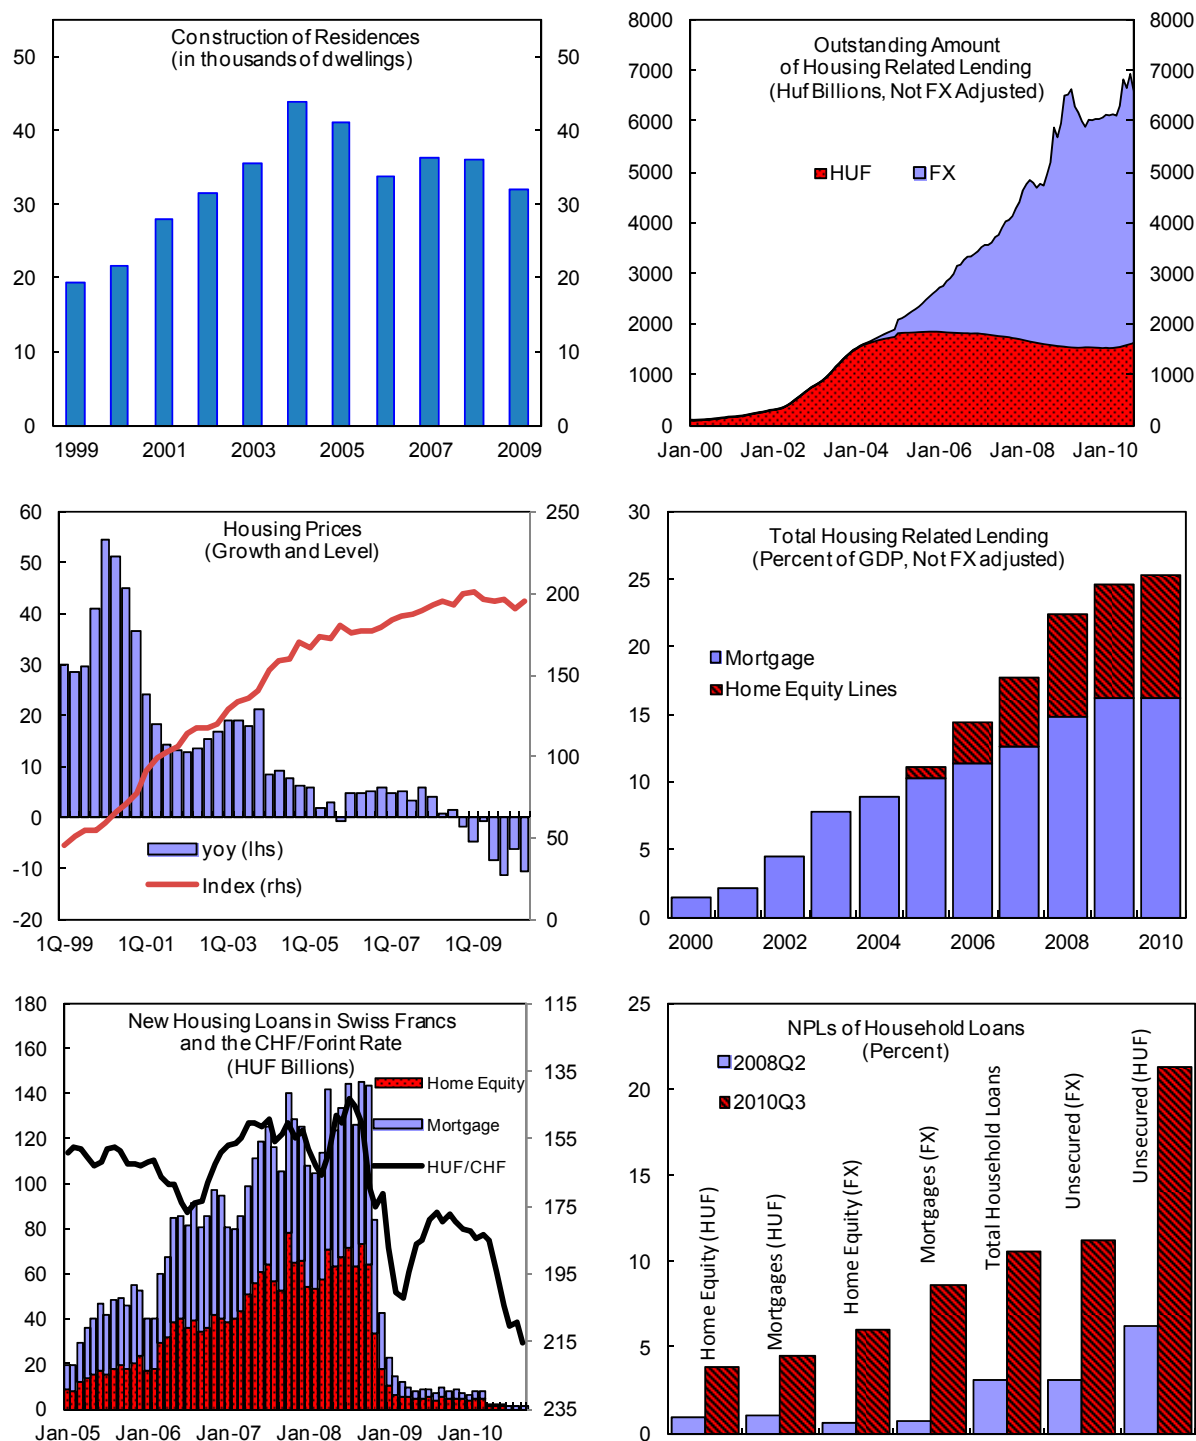 Construction of Residences
(in thousands of dwellings)
50
40
30
20
10
0
50
40
30
20
10
0
1999 2001 2003 2005 2007 2009
Outstanding Amount
of Housing Related Lending
(Huf Billions, Not FX Adjusted)
HUF FX
8000
7000
6000
5000
4000
3000
2000
1000
0
8000
7000
6000
5000
4000
3000
2000
1000
0
Jan-00 Jan-02 Jan-04 Jan-06 Jan-08 Jan-10
Housing Prices
(Growth and Level)
60
50
40
30
20
10
0
-10
-20
250
200
150
100
50
0
yoy (lhs)
Index (rhs)
1Q-99 1Q-01 1Q-03 1Q-05 1Q-07 1Q-09
Total Housing Related Lending
(Percent of GDP, Not FX adjusted)
30
25
20
15
10
5
0
Mortgage
Home Equity Lines
2000 2002 2004 2006 2008 2010
New Housing Loans in Swiss Francs
and the CHF/Forint Rate
(HUF Billions)
180
160
140
120
100
80
60
40
20
0
115
135
155
175
195
215
235
Home Equity
Mortgage
HUF/CHF
Jan-05 Jan-06 Jan-07 Jan-08 Jan-09 Jan-10
NPLs of Household Loans
(Percent)
25
20
15
10
5
0
2008Q2
2010Q3
Home Equity (HUF)
Mortgages (HUF)
Home Equity (FX)
Mortgages (FX)
Total Household Loans
Unsecured (FX)
Unsecured (HUF)